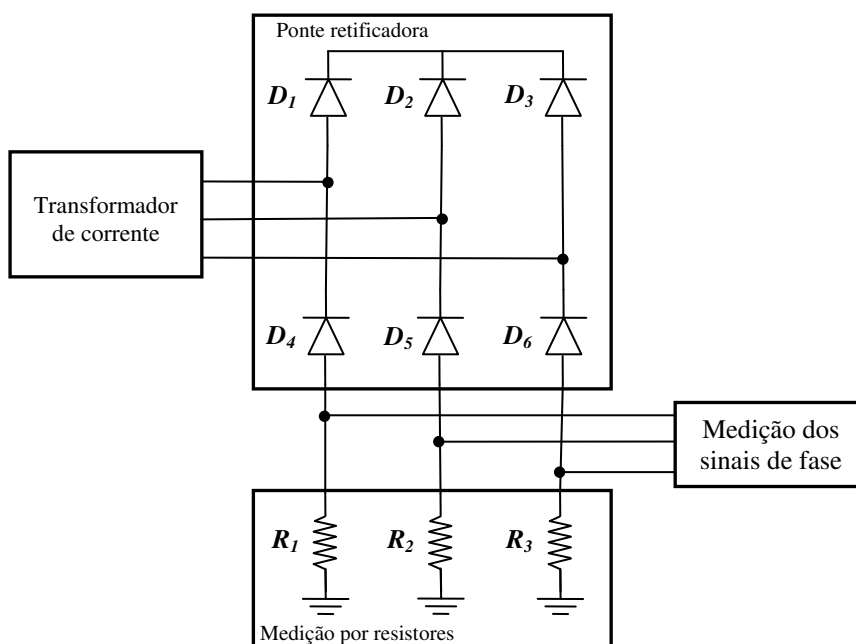 Ponte retificadora
D1
D2
D3
Transformador
de corrente
D4
D5
D6
Medição dos
sinais de fase
R1
R2
R3
Medição por resistores